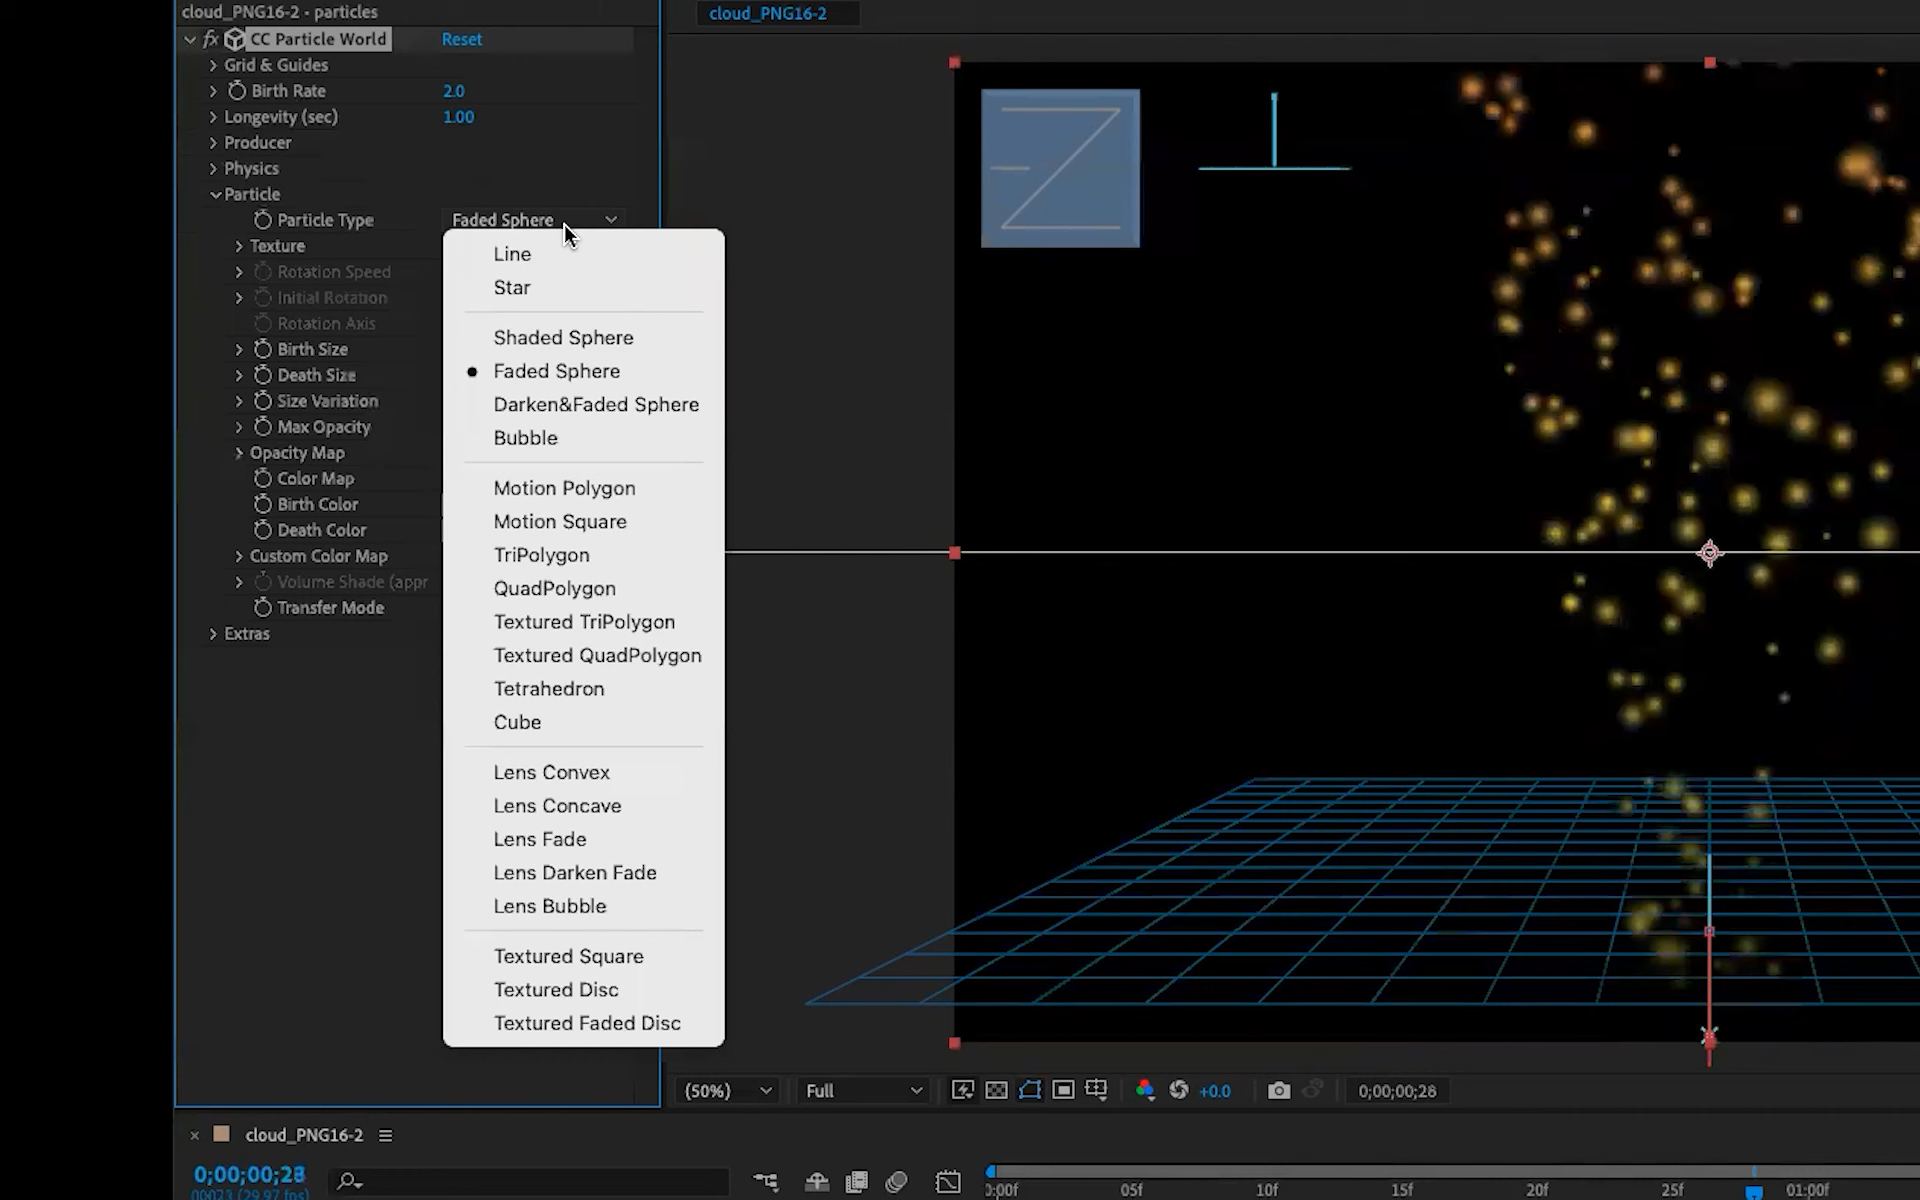 cloud_PNG16-2 • particles
fx CC Particle World Reset
Grid & Guides
Birth Rate 2.0
Longevity (sec) 1.00
Producer
Physics
Particle
Particle Type Faded Sphere
Texture
Rotation Speed
Initial Rotation
Rotation Axis
Birth Size
Death Size
Size Variation
Max Opacity
Opacity Map
Color Map
Birth Color
Death Color
Custom Color Map
Volume Shade (appr
Transfer Mode
Extras
Line
Star
Shaded Sphere
Faded Sphere
Darken&Faded Sphere
Bubble
Motion Polygon
Motion Square
TriPolygon
QuadPolygon
Textured TriPolygon
Textured QuadPolygon
Tetrahedron
Cube
Lens Convex
Lens Concave
Lens Fade
Lens Darken Fade
Lens Bubble
Textured Square
Textured Disc
Textured Faded Disc
cloud_PNG16-2
(50%) Full +0.0 0;00;00;28
cloud_PNG16-2
0;00;00;28
(29.97 fps)
0:00f 05f 10f 15f 20f 25f 01:00f